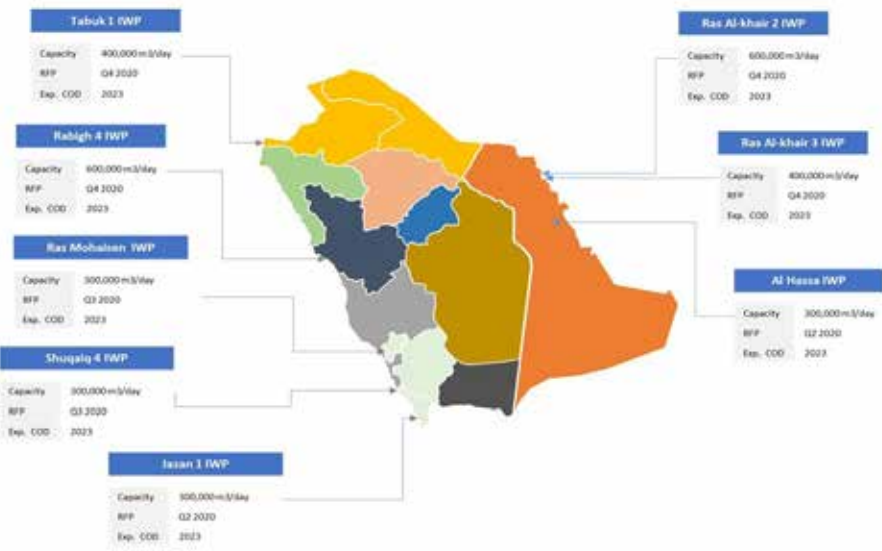 Tabuk 1 IWP
Capacity 400,000 m3/day
RFP Q4 2020
Exp. COD 2023
Rabigh 4 IWP
Capacity 600,000 m3/day
RFP Q4 2020
Exp. COD 2023
Ras Mohaisen IWP
Capacity 300,000 m3/day
RFP Q3 2020
Exp. COD 2023
Shuqaiq 4 IWP
Capacity 300,000 m3/day
RFP Q3 2020
Exp. COD 2023
Jazan 1 IWP
Capacity 300,000 m3/day
RFP Q2 2020
Exp. COD 2023
Ras Al-khair 2 IWP
Capacity 600,000 m3/day
RFP Q4 2020
Exp. COD 2023
Ras Al-khair 3 IWP
Capacity 400,000 m3/day
RFP Q4 2020
Exp. COD 2023
Al Hassa IWP
Capacity 300,000 m3/day
RFP Q2 2020
Exp. COD 2023